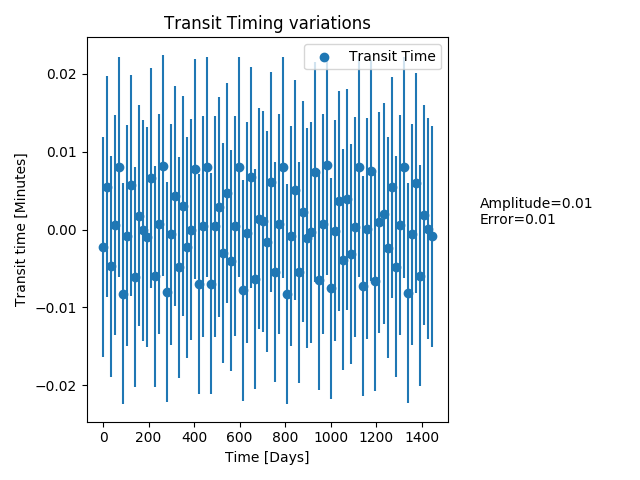 Transit Timing variations
Transit Time
0.02
0.01
0.00
−0.01
−0.02
Transit time [Minutes]
0 200 400 600 800 1000 1200 1400
Time [Days]
Amplitude=0.01
Error=0.01